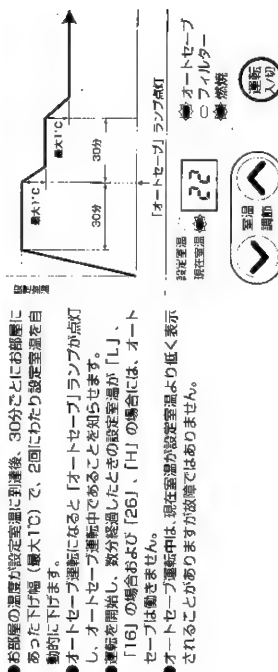 ●お部屋の温度が設定室温に到達後、30分ごとにお部屋に
あった下げ幅（最大1℃）で、2回にわたり設定室温を自
動的に下げます。
●オートセーブ運転になると「オートセーブ」ランプが点灯
し、オートセーブ運転中であることを知らせます。
●運転を開始し、数分経過したときの設定室温が「L」、
「16」の場合および「26」、「H」の場合には、オート
セーブは働きません。
●オートセーブ運転中は、現在室温が設定室温より低く表示
されることがありますが故障ではありません。
設定室温
最大1℃
最大1℃
30分
30分
「オートセーブ」ランプ点灯
設定室温
現在室温
22
オートセーブ
フィルター
燃焼
室温
調節
運転
入/切